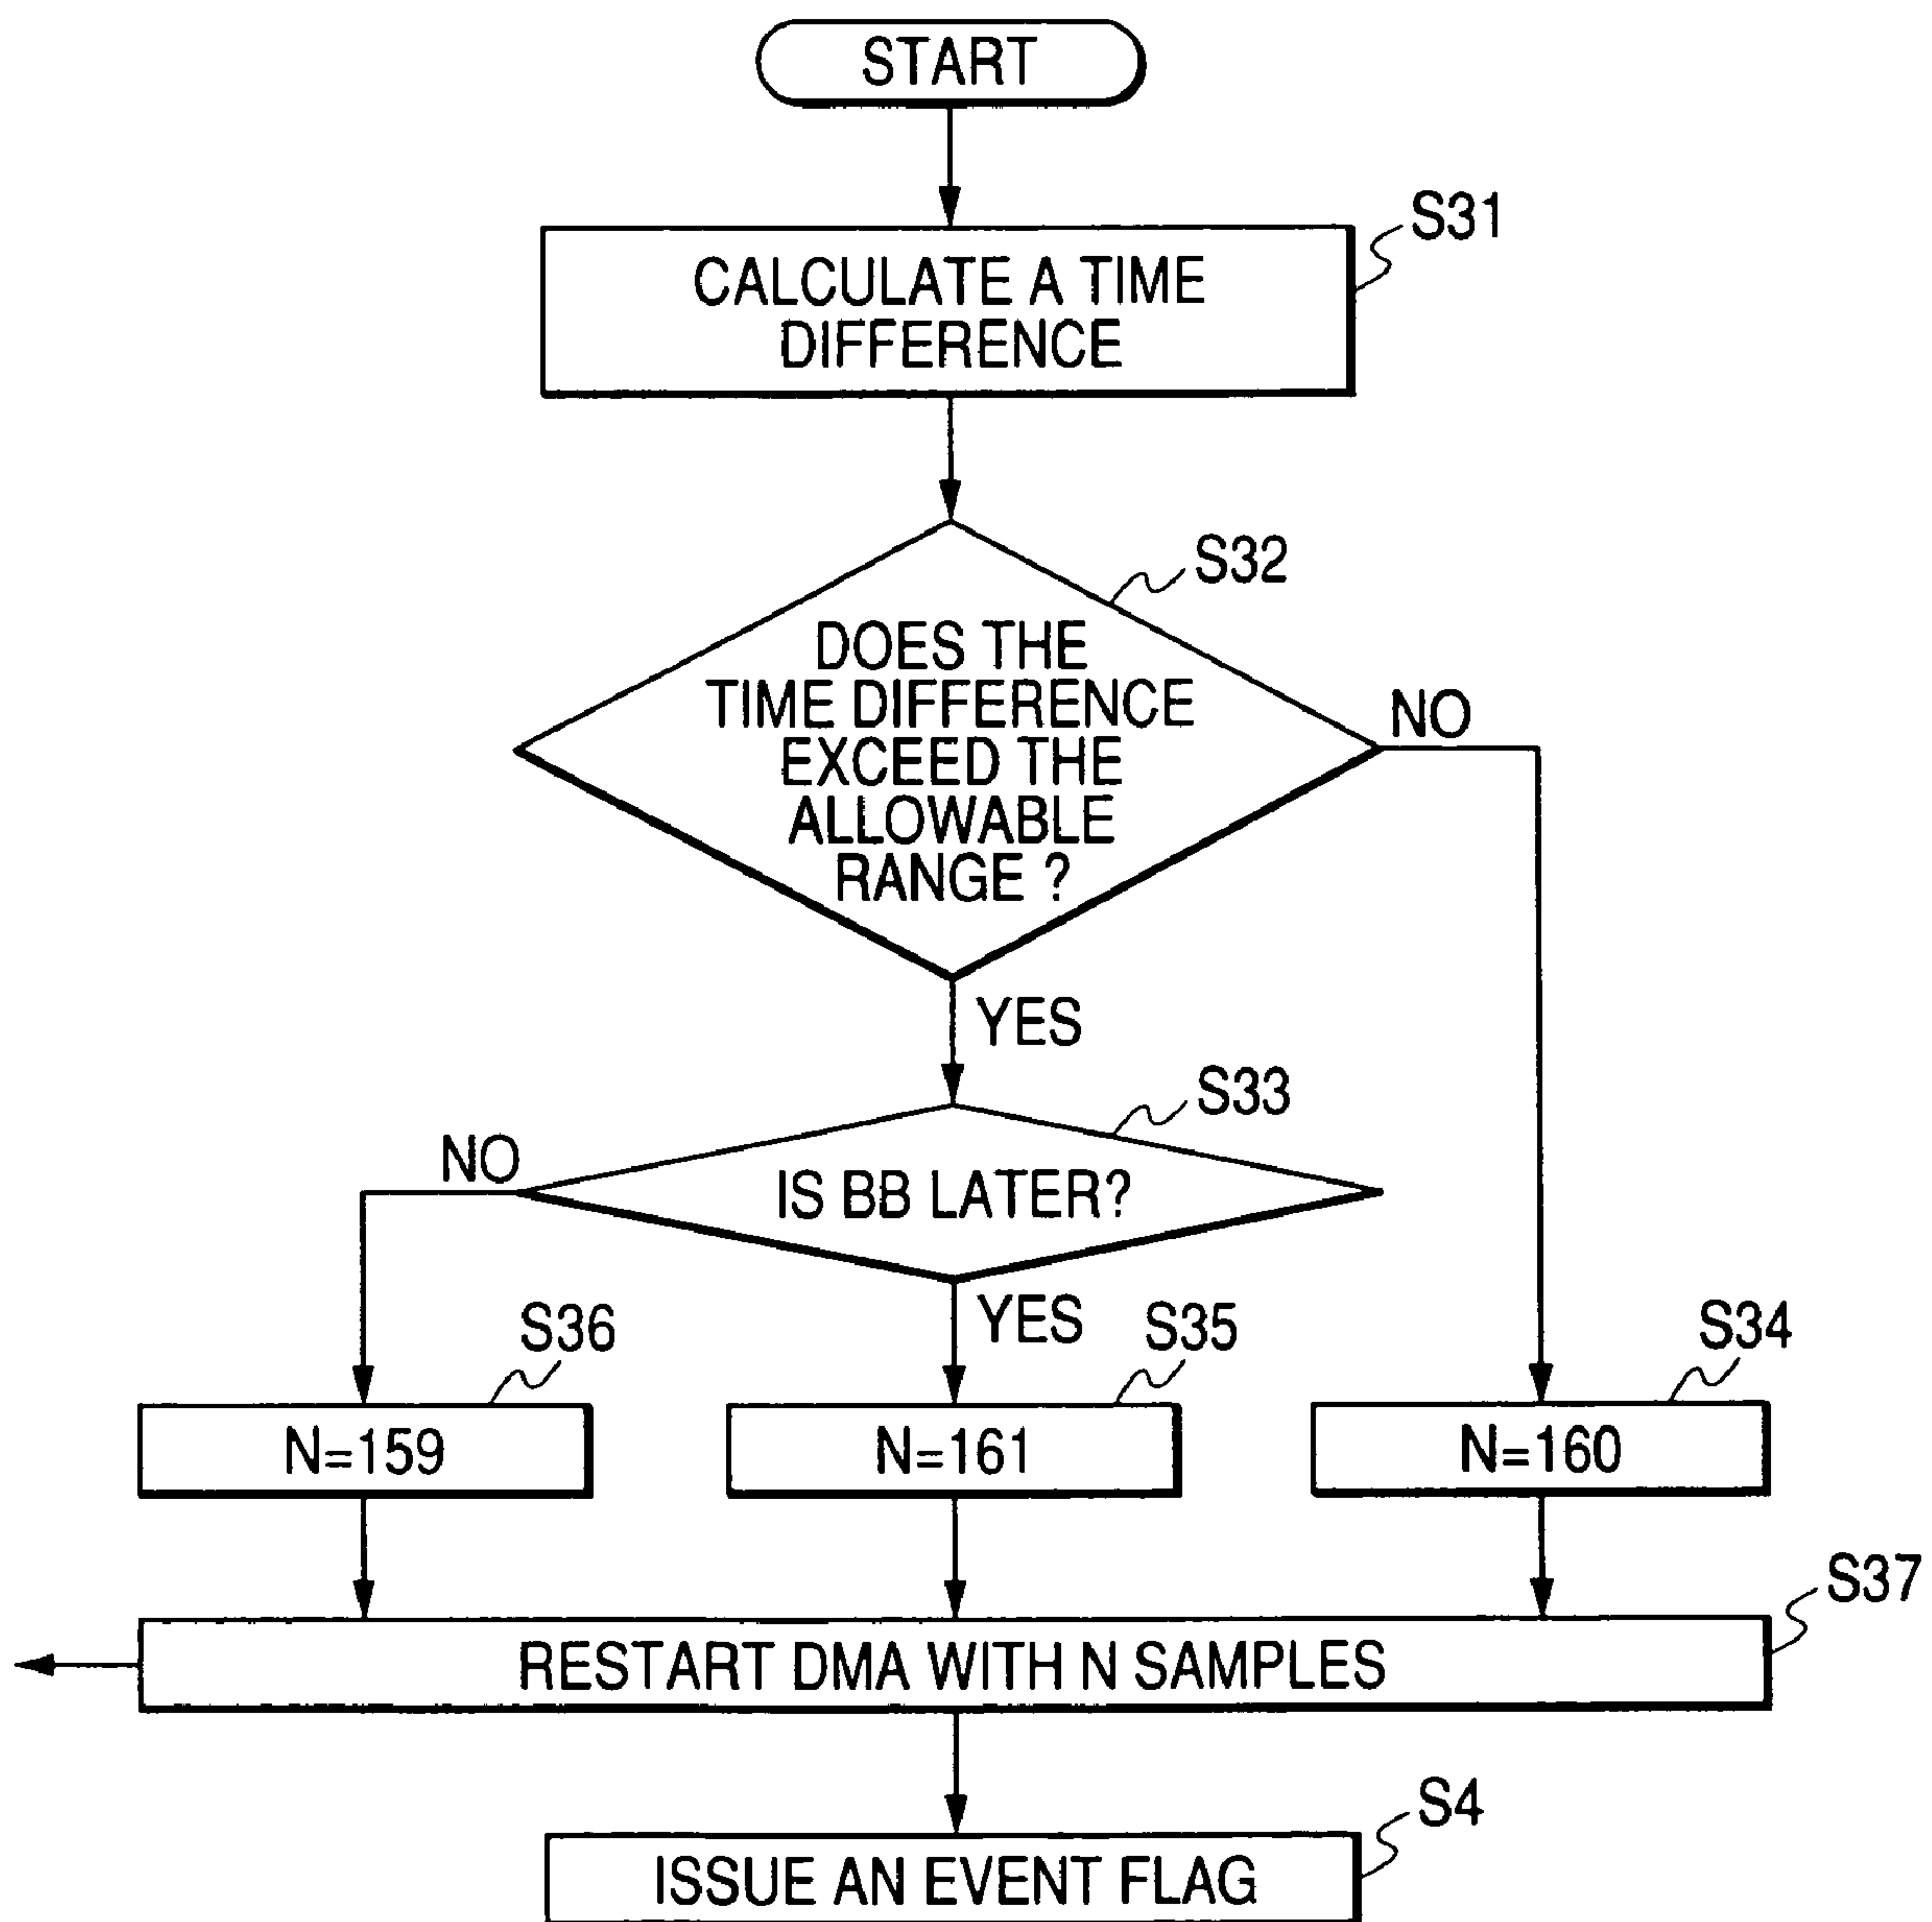 START
S31
CALCULATE A TIME
DIFFERENCE
S32
DOES THE
TIME DIFFERENCE
EXCEED THE
ALLOWABLE
RANGE ?
NO
YES
S33
NO
IS BB LATER?
YES
S36
S35
S34
N=159
N=161
N=160
S37
RESTART DMA WITH N SAMPLES
S4
ISSUE AN EVENT FLAG